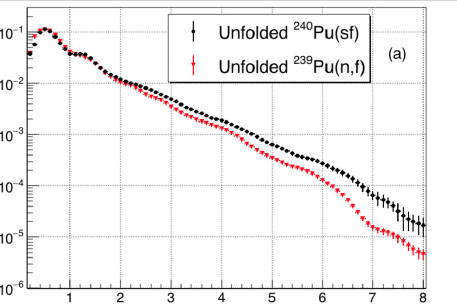 10⁻¹
10⁻²
10⁻³
10⁻⁴
10⁻⁵
10⁻⁶
Unfolded ²⁴⁰Pu(sf)
Unfolded ²³⁹Pu(n,f)
(a)
1 2 3 4 5 6 7 8